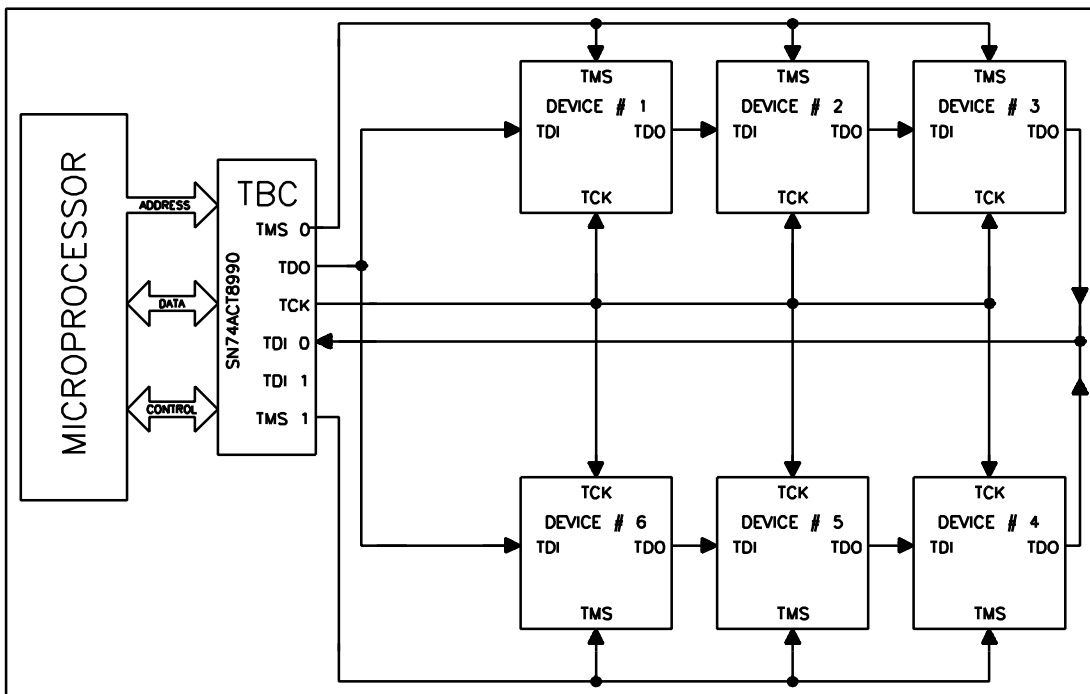 MICROPROCESSOR
ADDRESS
DATA
CONTROL
TBC
SN74ACT8990
TMS 0
TDO
TCK
TDI 0
TDI 1
TMS 1
TMS
DEVICE # 1
TDI TDO
TCK
TMS
DEVICE # 2
TDI TDO
TCK
TMS
DEVICE # 3
TDI TDO
TCK
TCK
DEVICE # 6
TDI TDO
TMS
TCK
DEVICE # 5
TDI TDO
TMS
TCK
DEVICE # 4
TDI TDO
TMS